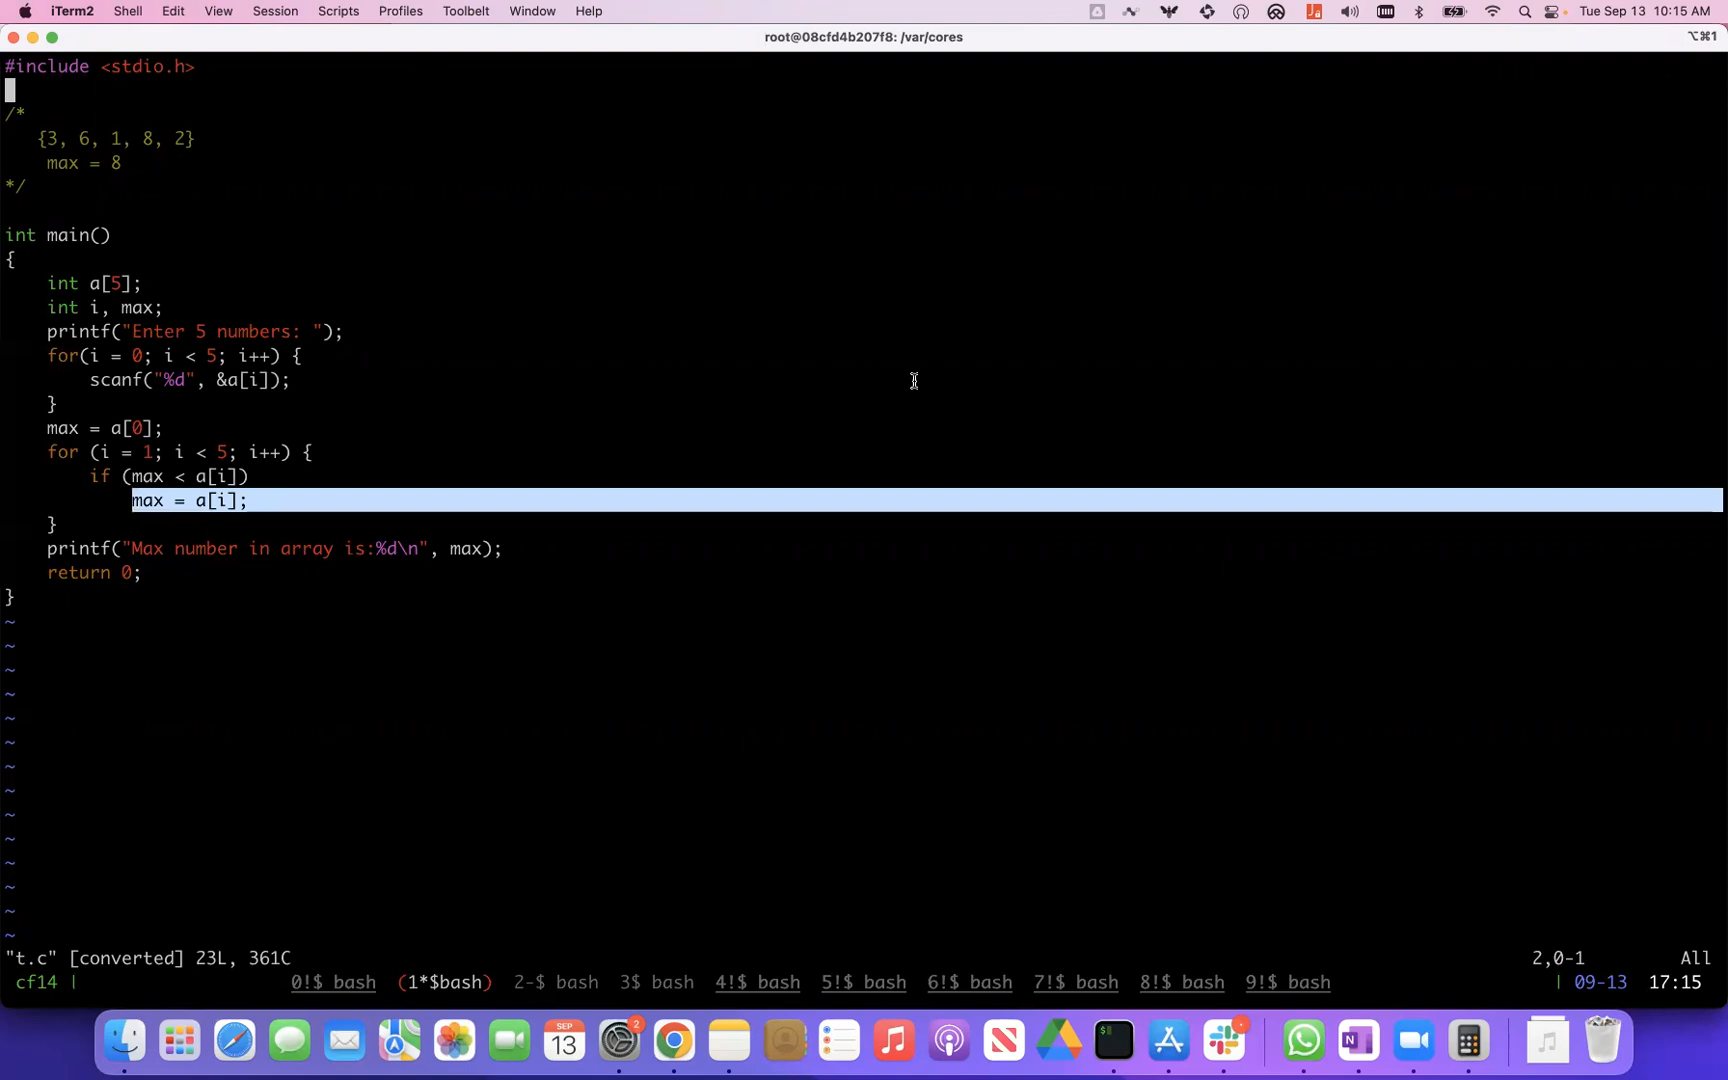 iTerm2 Shell Edit View Session Scripts Profiles Toolbelt Window Help Tue Sep 13 10:15 AM
root@08cfd4b207f8: /var/cores ⌥⌘1
#include <stdio.h>
/*
   {3, 6, 1, 8, 2}
    max = 8
*/
int main()
{
    int a[5];
    int i, max;
    printf("Enter 5 numbers: ");
    for(i = 0; i < 5; i++) {
        scanf("%d", &a[i]);
    }
    max = a[0];
    for (i = 1; i < 5; i++) {
        if (max < a[i])
            max = a[i];
    }
    printf("Max number in array is:%d\n", max);
    return 0;
}
~
~
~
~
~
~
~
~
~
~
~
~
~
~
"t.c" [converted] 23L, 361C 2,0-1 All
cf14 | 0!$ bash (1*$bash) 2-$ bash 3$ bash 4!$ bash 5!$ bash 6!$ bash 7!$ bash 8!$ bash 9!$ bash | 09-13 17:15
SEP 2
13 $
N